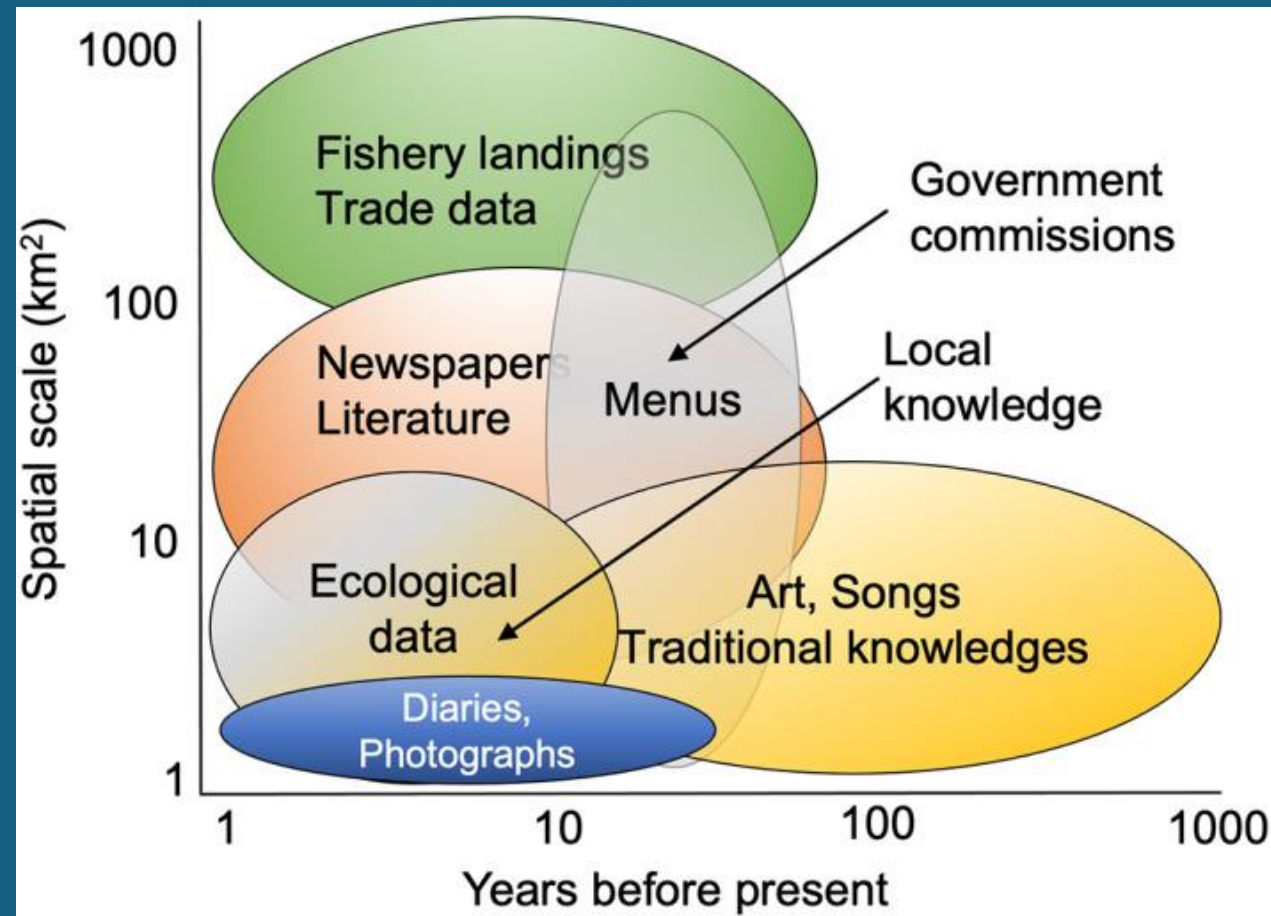 1000
100
10
1
Spatial scale (km²)
Fishery landings
Trade data
Government
commissions
Newspapers
Literature
Menus
Local
knowledge
Ecological
data
Art, Songs
Traditional knowledges
Diaries,
Photographs
1
10
100
1000
Years before present